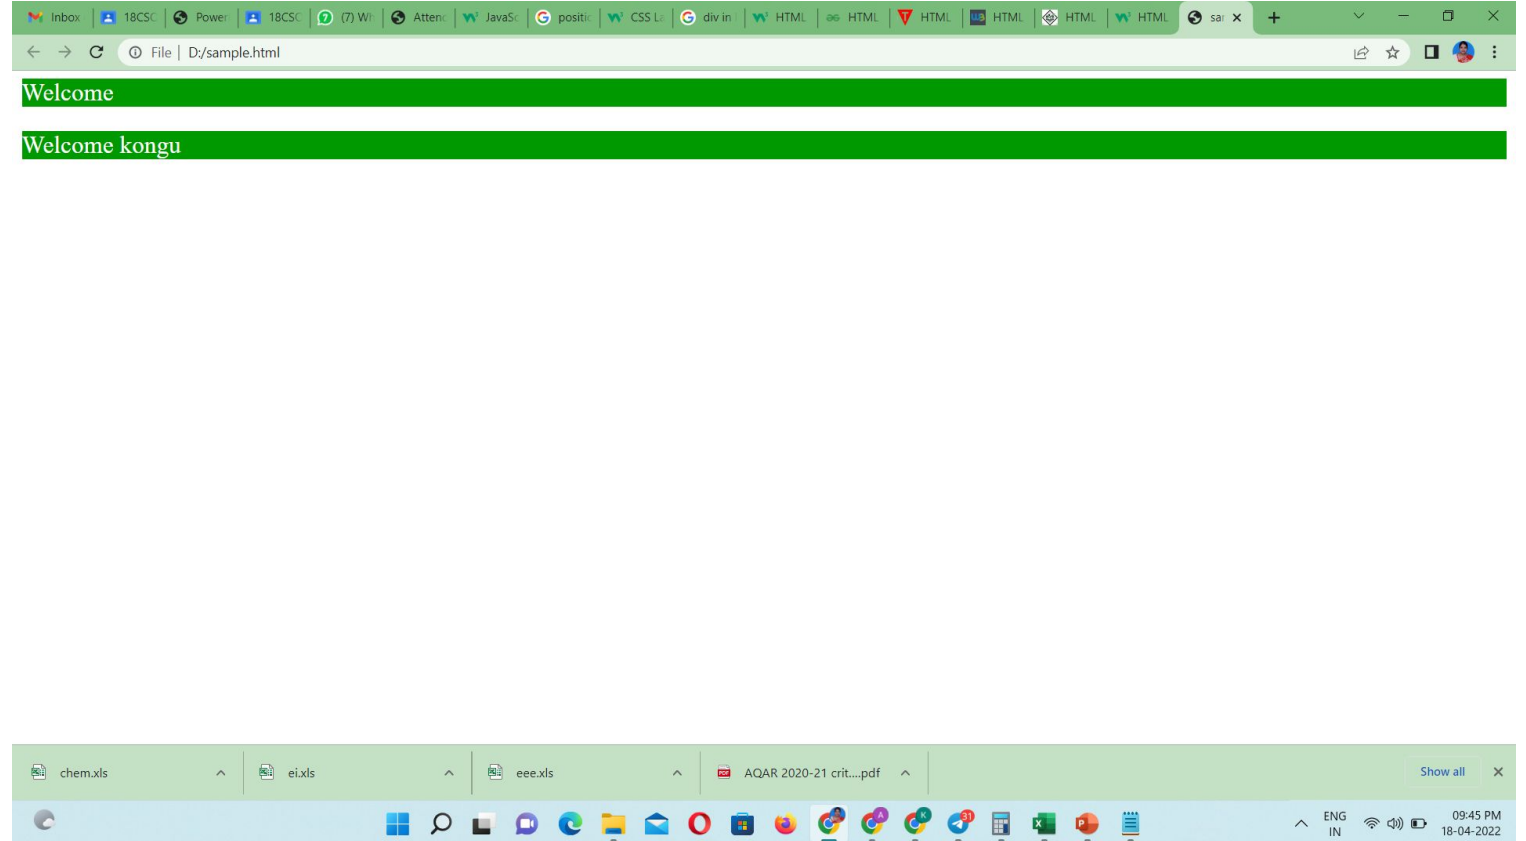 Inbox 18CSC Power 18CSC (7) Wh Attend JavaSc positio CSS La div in HTML HTML HTML HTML HTML HTML sar
File D:/sample.html
Welcome
Welcome kongu
chem.xls ei.xls eee.xls AQAR 2020-21 crit....pdf Show all
ENG 09:45 PM
IN 18-04-2022